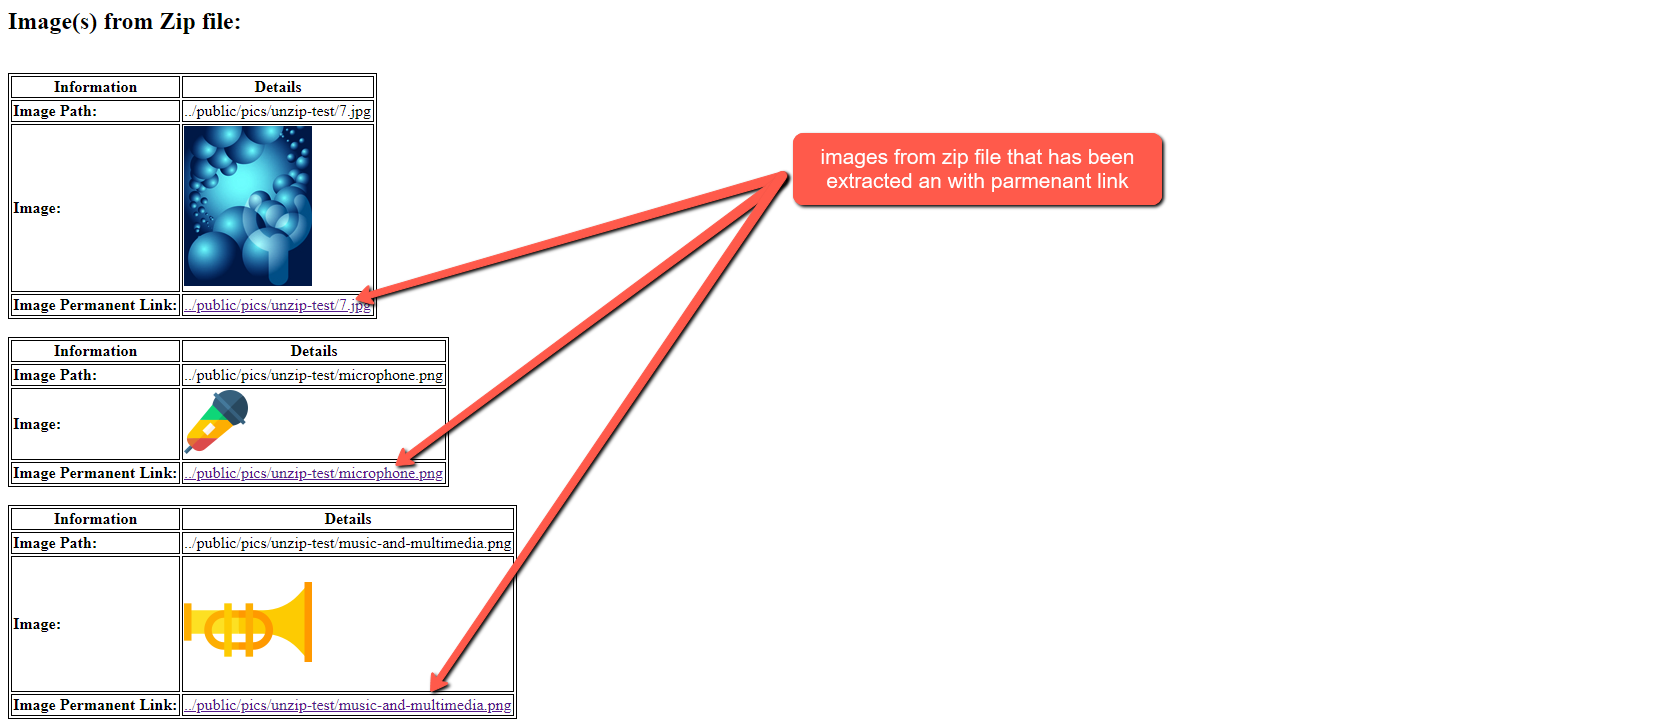 Image(s) from Zip file:
Information Details
Image Path: ../public/pics/unzip-test/7.jpg
Image:
Image Permanent Link: ../public/pics/unzip-test/7.jpg
images from zip file that has been
extracted an with parmenant link
Information Details
Image Path: ../public/pics/unzip-test/microphone.png
Image:
Image Permanent Link: ../public/pics/unzip-test/microphone.png
Information Details
Image Path: ../public/pics/unzip-test/music-and-multimedia.png
Image:
Image Permanent Link: ../public/pics/unzip-test/music-and-multimedia.png